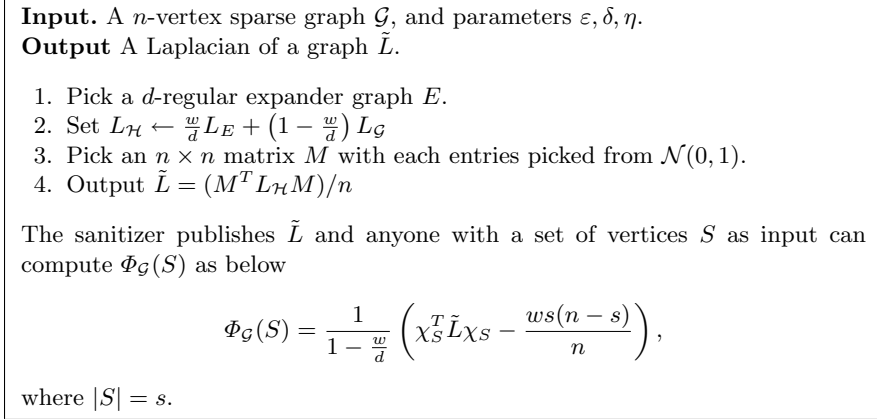 Input. A n-vertex sparse graph 𝒢, and parameters ε, δ, η.
Output A Laplacian of a graph L̃.
1. Pick a d-regular expander graph E.
2. Set L_ℋ ← w/d L_E + (1 − w/d) L_𝒢
3. Pick an n × n matrix M with each entries picked from 𝒩(0, 1).
4. Output L̃ = (M^T L_ℋ M)/n
The sanitizer publishes L̃ and anyone with a set of vertices S as input can
compute Φ_𝒢(S) as below
Φ_𝒢(S) = 1/(1 − w/d) (χ_S^T L̃χ_S − ws(n − s)/n),
where |S| = s.